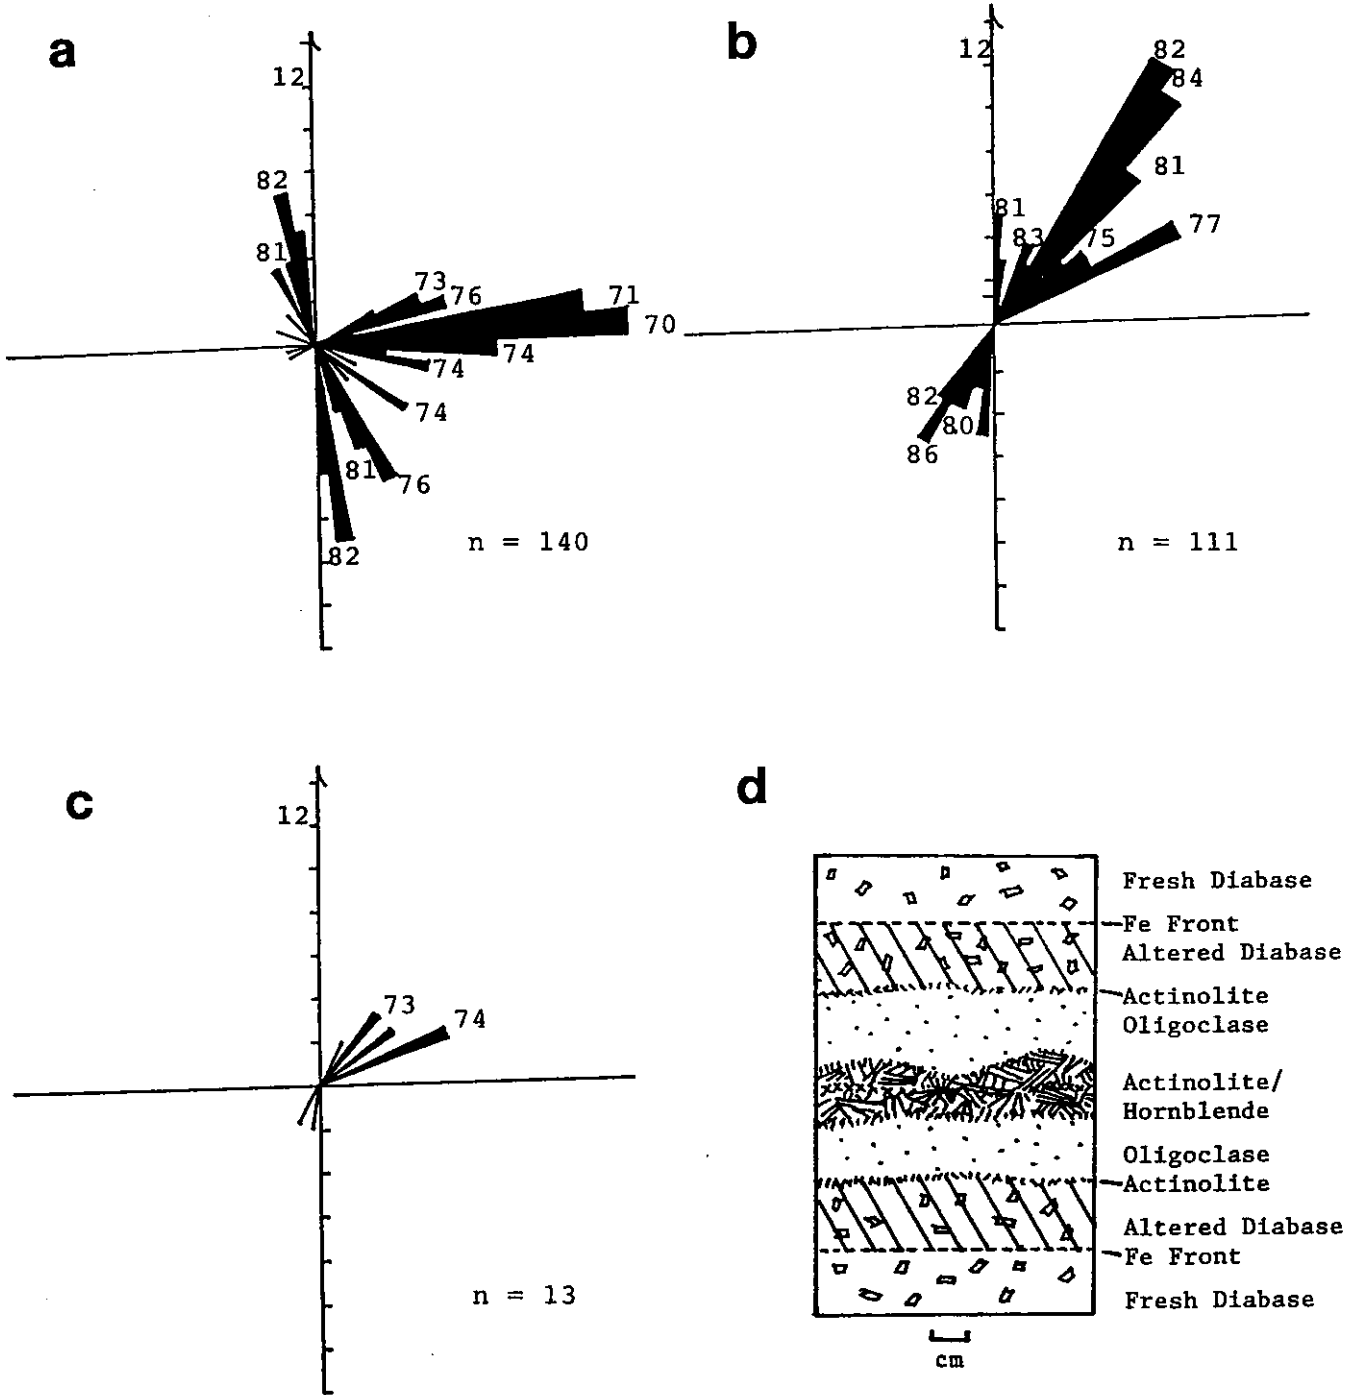 a
12
82
81
73
76
71
70
74
74
74
81
76
82
n = 140
b
12
82
84
81
81
77
83
75
82
80
86
n = 111
c
12
73
74
n = 13
d
Fresh Diabase
Fe Front
Altered Diabase
Actinolite
Oligoclase
Actinolite/
Hornblende
Oligoclase
Actinolite
Altered Diabase
Fe Front
Fresh Diabase
cm